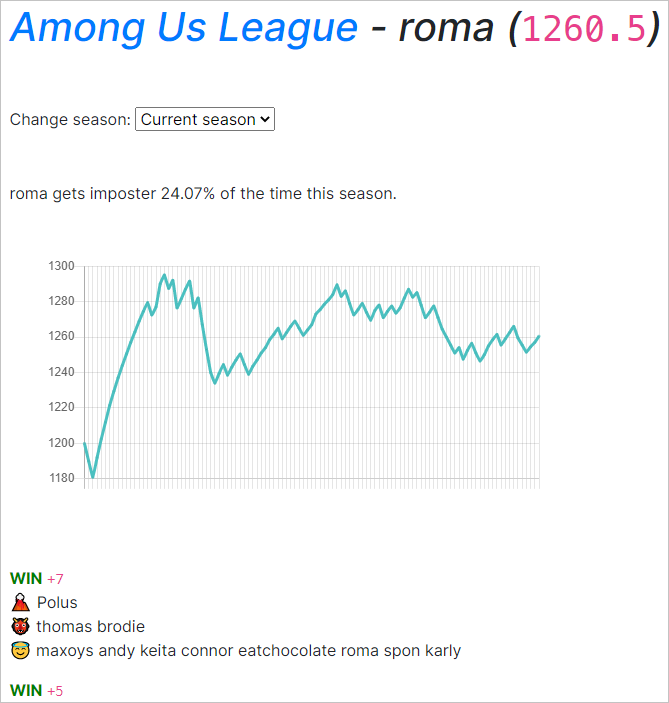 Among Us League - roma (1260.5)
Change season: Current season
roma gets imposter 24.07% of the time this season.
1300
1280
1260
1240
1220
1200
1180
WIN +7
Polus
thomas brodie
maxoys andy keita connor eatchocolate roma spon karly
WIN +5